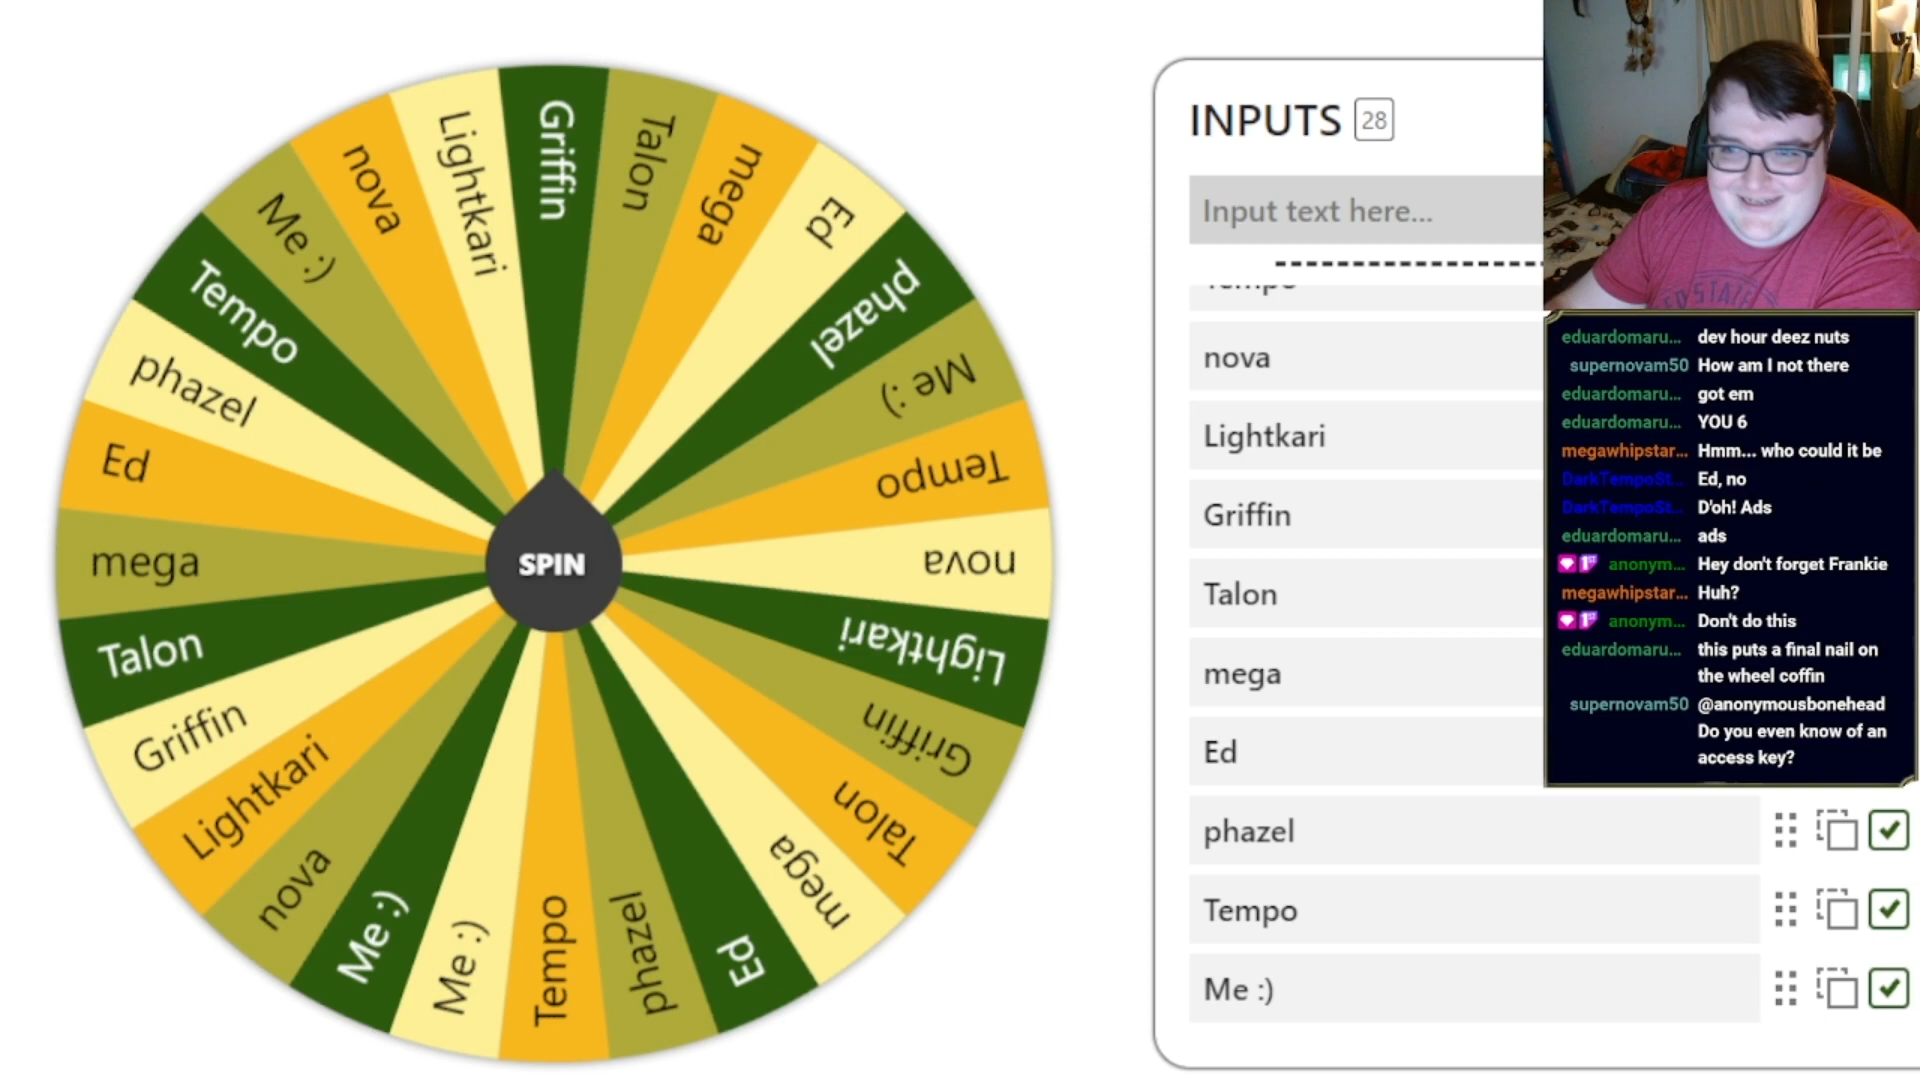 Griffin
Talon
mega
Ed
phazel
Me :)
Tempo
nova
Lightkari
Griffin
Talon
mega
Ed
phazel
Tempo
Me :)
Me :)
nova
Lightkari
Griffin
Talon
mega
Ed
phazel
Tempo
Me :)
nova
Lightkari
SPIN
INPUTS 28
Input text here...
Tempo
nova
Lightkari
Griffin
Talon
mega
Ed
phazel
Tempo
Me :)
eduardomaru... dev hour deez nuts
supernovam50 How am I not there
eduardomaru... got em
eduardomaru... YOU 6
megawhipstar... Hmm... who could it be
DarkTempoSt... Ed, no
DarkTempoSt... D'oh! Ads
eduardomaru... ads
anonym... Hey don't forget Frankie
megawhipstar... Huh?
anonym... Don't do this
eduardomaru... this puts a final nail on
the wheel coffin
supernovam50 @anonymousbonehead
Do you even know of an
access key?